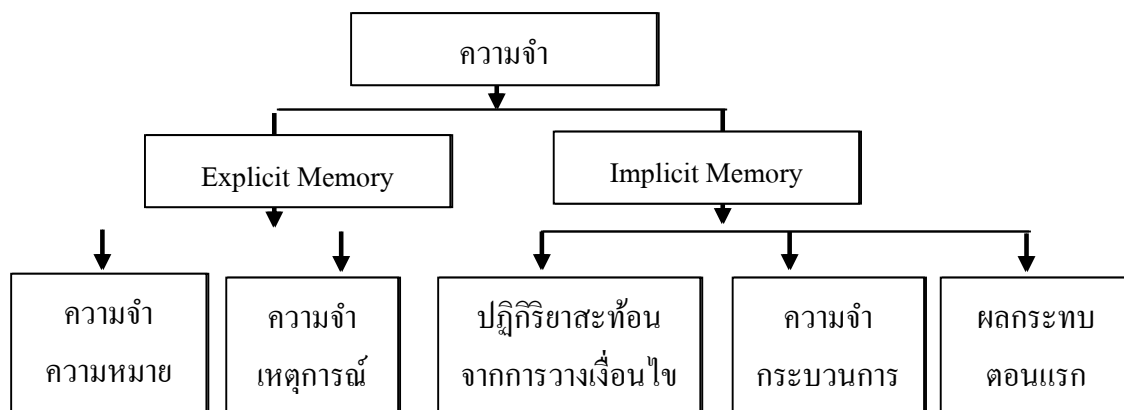 ความจำ
Explicit Memory
Implicit Memory
ความจำ
ความหมาย
ความจำ
เหตุการณ์
ปฏิกิริยาสะท้อน
จากการวางเงื่อนไข
ความจำ
กระบวนการ
ผลกระทบ
ตอนแรก